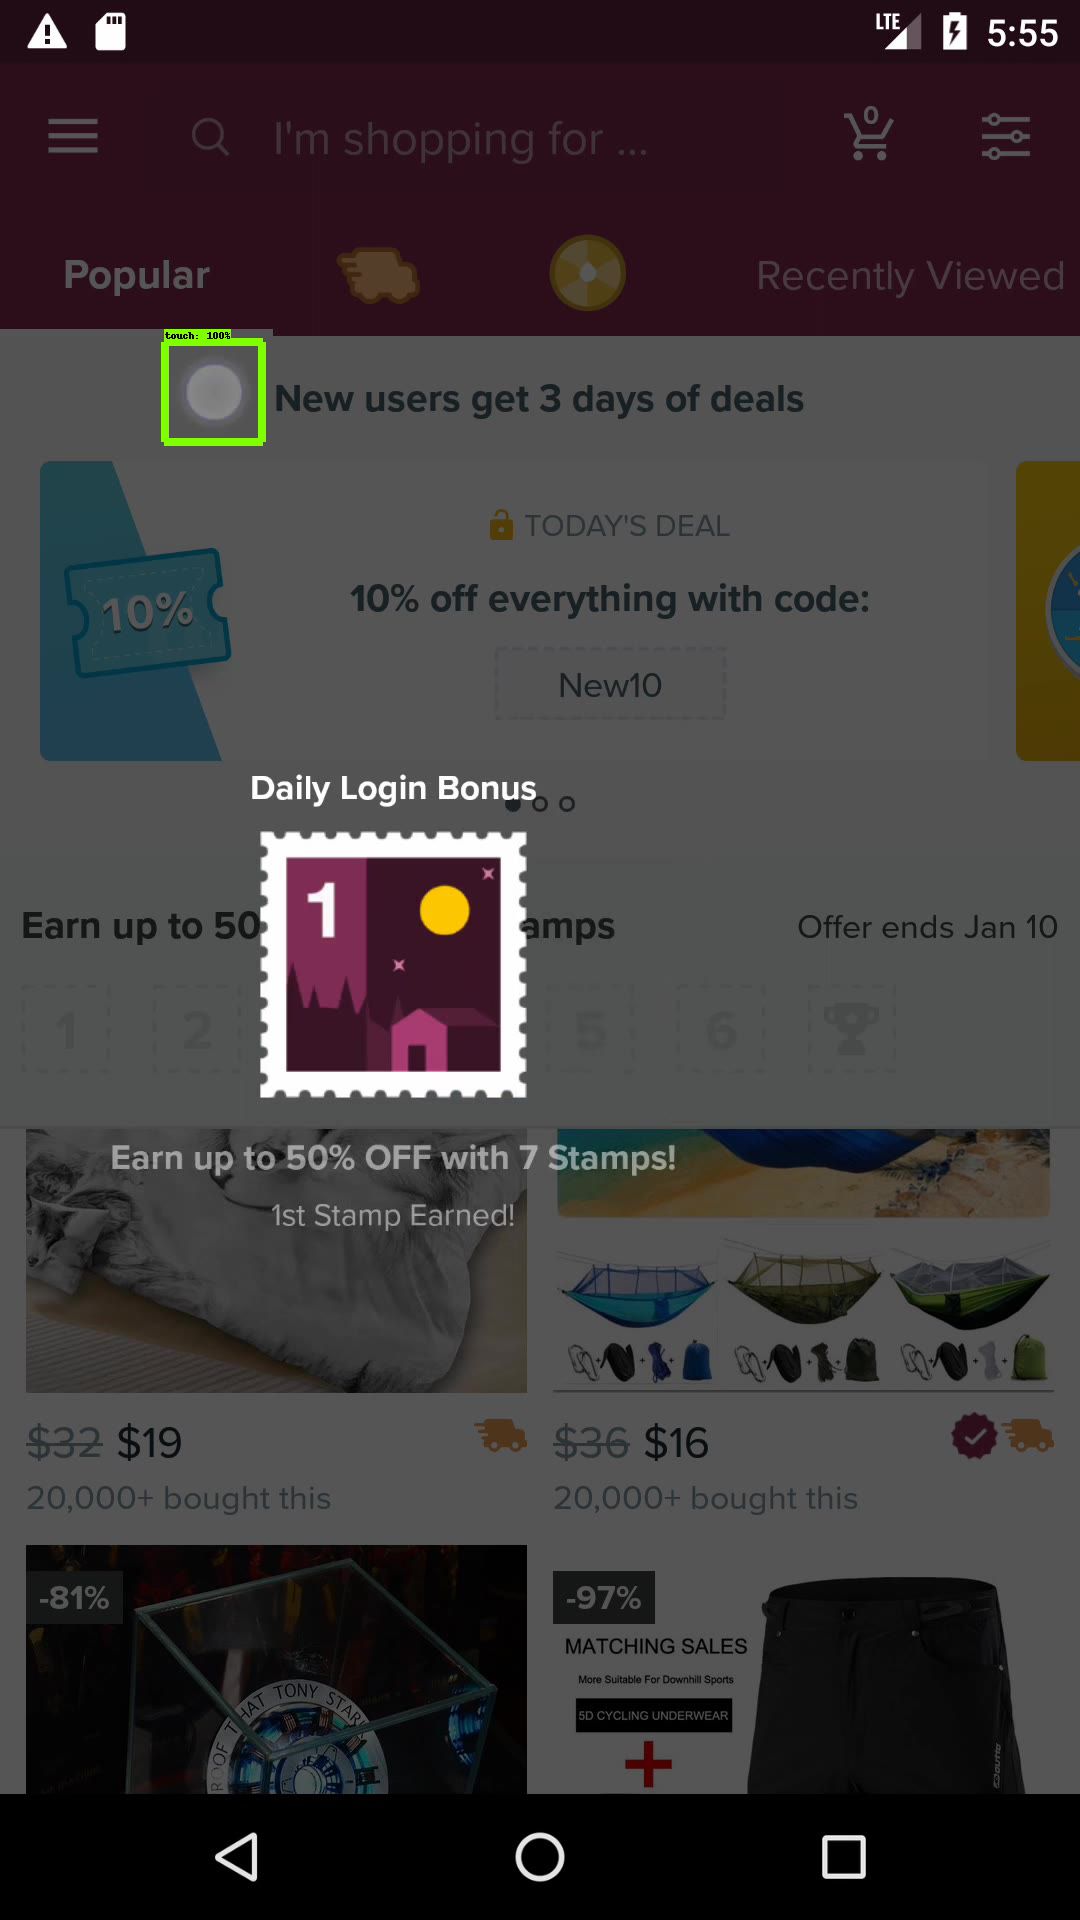 LTE 5:55
0
I'm shopping for ...
Popular
Recently Viewed
touch: 100%
New users get 3 days of deals
TODAY'S DEAL
10%
10% off everything with code:
New10
Daily Login Bonus
1
Earn up to 50
amps
Offer ends Jan 10
1 2 5 6
Earn up to 50% OFF with 7 Stamps!
1st Stamp Earned!
$32 $19
$36 $16
20,000+ bought this
20,000+ bought this
-81%
-97%
MATCHING SALES
More Suitable For Downhill Sports
5D CYCLING UNDERWEAR
ROOF THAT TONY STAR